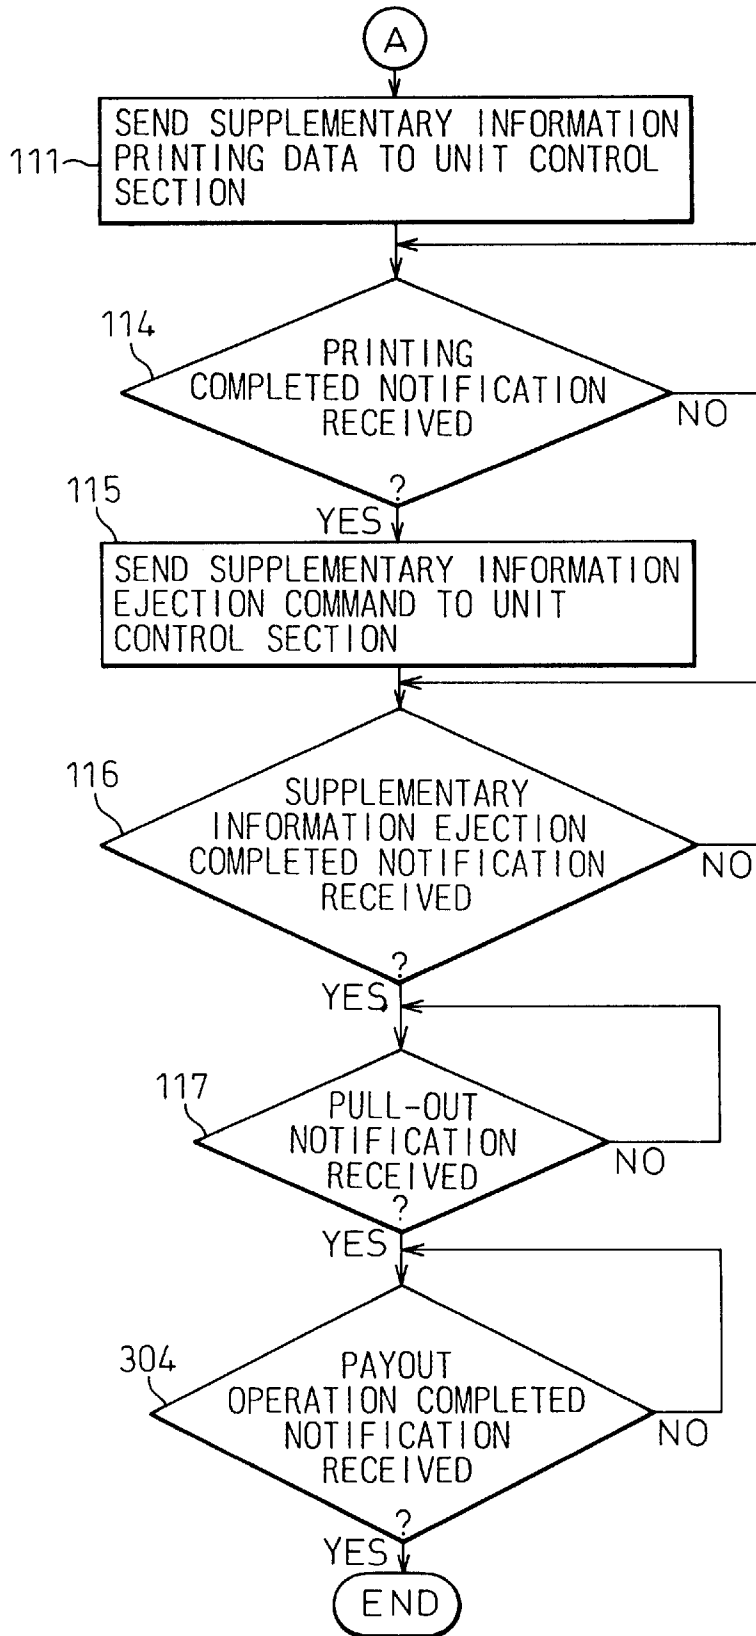 A
SEND SUPPLEMENTARY INFORMATION
111
PRINTING DATA TO UNIT CONTROL
SECTION
114
PRINTING
COMPLETED NOTIFICATION
RECEIVED
NO
?
115
YES
SEND SUPPLEMENTARY INFORMATION
EJECTION COMMAND TO UNIT
CONTROL SECTION
116
SUPPLEMENTARY
INFORMATION EJECTION
COMPLETED NOTIFICATION
RECEIVED
NO
?
YES
117
PULL-OUT
NOTIFICATION
RECEIVED
NO
?
YES
304
PAYOUT
OPERATION COMPLETED
NOTIFICATION
RECEIVED
NO
?
YES
END